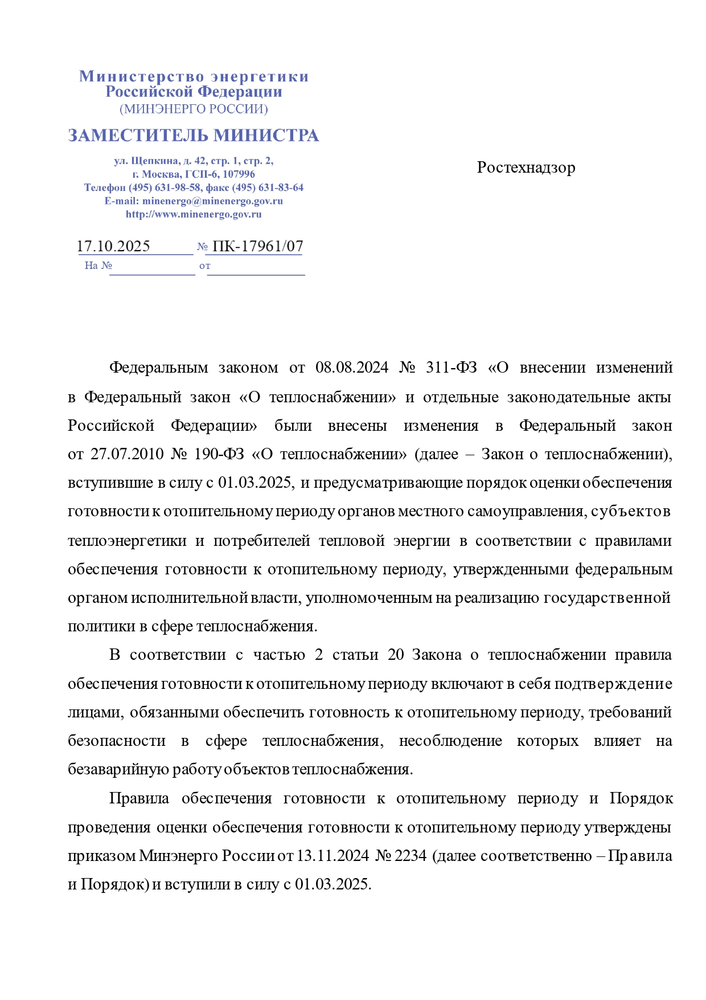 Министерство энергетики
Российской Федерации
(МИНЭНЕРГО РОССИИ)
ЗАМЕСТИТЕЛЬ МИНИСТРА
ул. Щепкина, д. 42, стр. 1, стр. 2,
г. Москва, ГСП-6, 107996
Телефон (495) 631-98-58, факс (495) 631-83-64
E-mail: minenergo@minenergo.gov.ru
http://www.minenergo.gov.ru
17.10.2025 № ПК-17961/07
На № от
Ростехнадзор
Федеральным законом от 08.08.2024 № 311-ФЗ «О внесении изменений
в Федеральный закон «О теплоснабжении» и отдельные законодательные акты
Российской Федерации» были внесены изменения в Федеральный закон
от 27.07.2010 № 190-ФЗ «О теплоснабжении» (далее – Закон о теплоснабжении),
вступившие в силу с 01.03.2025, и предусматривающие порядок оценки обеспечения
готовности к отопительному периоду органов местного самоуправления, субъектов
теплоэнергетики и потребителей тепловой энергии в соответствии с правилами
обеспечения готовности к отопительному периоду, утвержденными федеральным
органом исполнительной власти, уполномоченным на реализацию государственной
политики в сфере теплоснабжения.
В соответствии с частью 2 статьи 20 Закона о теплоснабжении правила
обеспечения готовности к отопительному периоду включают в себя подтверждение
лицами, обязанными обеспечить готовность к отопительному периоду, требований
безопасности в сфере теплоснабжения, несоблюдение которых влияет на
безаварийную работу объектов теплоснабжения.
Правила обеспечения готовности к отопительному периоду и Порядок
проведения оценки обеспечения готовности к отопительному периоду утверждены
приказом Минэнерго России от 13.11.2024 № 2234 (далее соответственно – Правила
и Порядок) и вступили в силу с 01.03.2025.